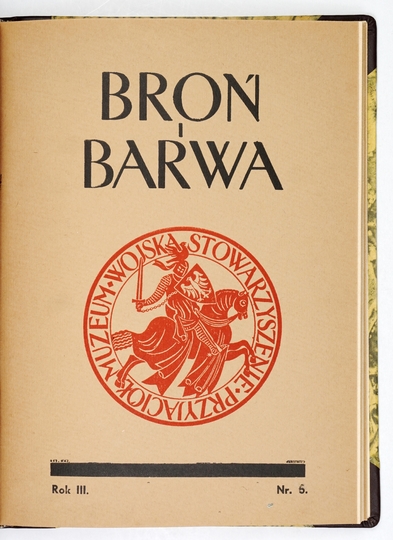 BROŃ
I
BARWA
STOWARZYSZENIE · PRZYJACIÓŁ · MUZEUM · WOJSKA
Rok III.
Nr. 6.